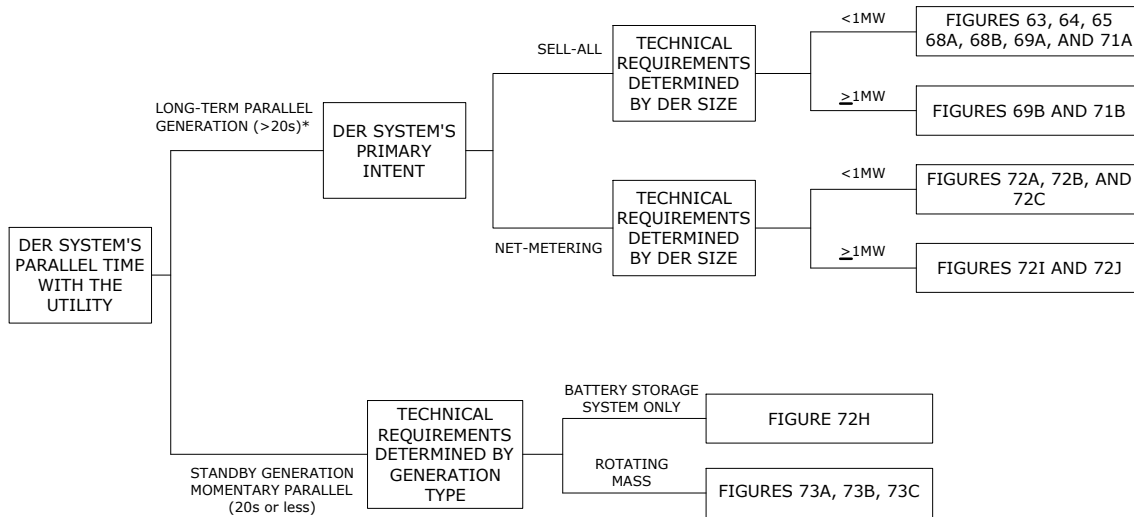 DER SYSTEM'S
PARALLEL TIME
WITH THE
UTILITY
LONG-TERM PARALLEL
GENERATION (>20s)*
DER SYSTEM'S
PRIMARY
INTENT
SELL-ALL
TECHNICAL
REQUIREMENTS
DETERMINED
BY DER SIZE
<1MW
FIGURES 63, 64, 65
68A, 68B, 69A, AND 71A
≥1MW
FIGURES 69B AND 71B
NET-METERING
TECHNICAL
REQUIREMENTS
DETERMINED
BY DER SIZE
<1MW
FIGURES 72A, 72B, AND
72C
≥1MW
FIGURES 72I AND 72J
STANDBY GENERATION
MOMENTARY PARALLEL
(20s or less)
TECHNICAL
REQUIREMENTS
DETERMINED BY
GENERATION
TYPE
BATTERY STORAGE
SYSTEM ONLY
FIGURE 72H
ROTATING
MASS
FIGURES 73A, 73B, 73C